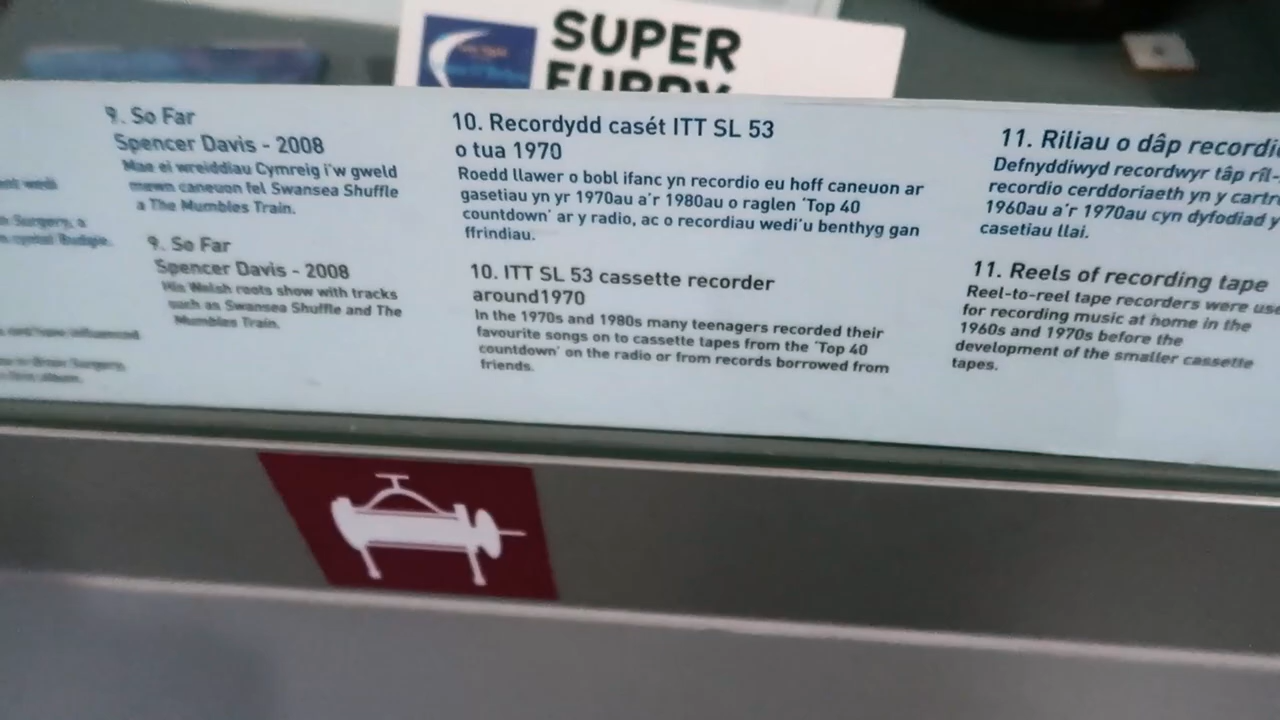 SUPER
FURRY
9. So Far
Spencer Davis - 2008
Mae ei wreiddiau Cymreig i'w gweld
mewn caneuon fel Swansea Shuffle
a The Mumbles Train.
9. So Far
Spencer Davis - 2008
His Welsh roots show with tracks
such as Swansea Shuffle and The
Mumbles Train.
10. Recordydd casét ITT SL 53
o tua 1970
Roedd llawer o bobl ifanc yn recordio eu hoff caneuon ar
gasetiau yn yr 1970au a'r 1980au o raglen 'Top 40
countdown' ar y radio, ac o recordiau wedi'u benthyg gan
ffrindiau.
10. ITT SL 53 cassette recorder
around1970
In the 1970s and 1980s many teenagers recorded their
favourite songs on to cassette tapes from the 'Top 40
countdown' on the radio or from records borrowed from
friends.
11. Riliau o dâp
Defnyddiwyd recordwyr tâp
recordio cerddoriaeth yn y
1960au a'r 1970au cyn dyfodiad y
casetiau llai.
11. Reels of recording tape
Reel-to-reel tape recorders were
for recording music at home in the
1960s and 1970s before the
development of the smaller cassette
tapes.